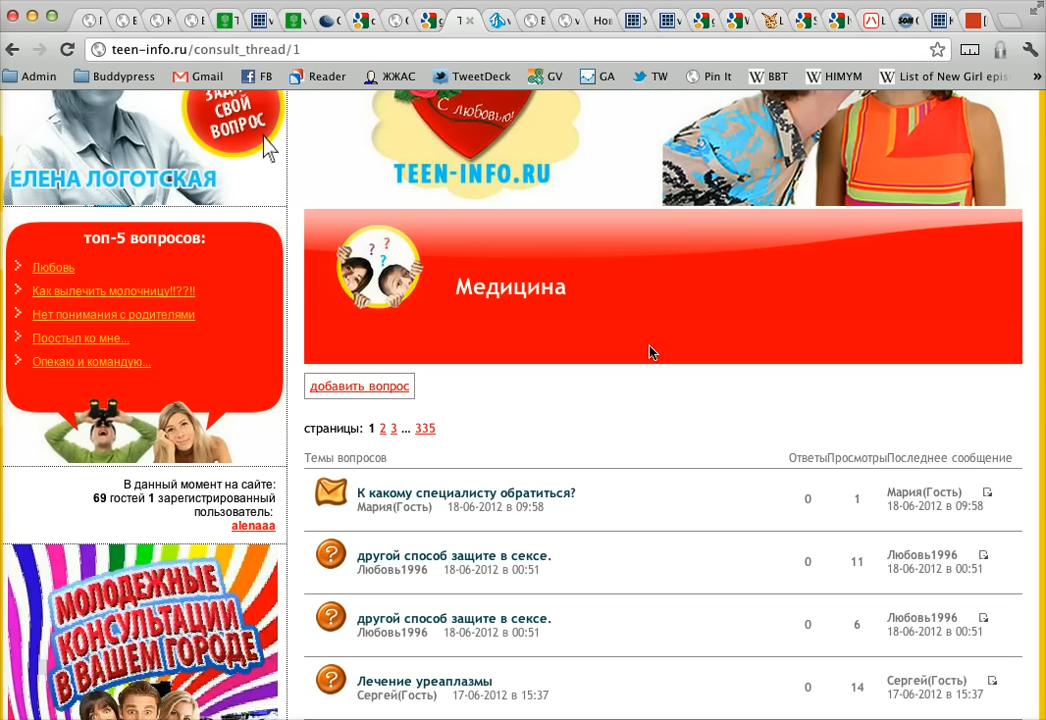 teen-info.ru/consult_thread/1
Admin Buddypress Gmail FB Reader ЖЖАС TweetDeck GV GA TW Pin It BBT HIMYM List of New Girl epis
СВОЙ
ВОПРОС
ЕЛЕНА ЛОГОТСКАЯ
С любовью!
TEEN-INFO.RU
топ-5 вопросов:
Любовь
Как вылечить молочницу!!??!!
Нет понимания с родителями
Поостыл ко мне...
Опекаю и командую...
В данный момент на сайте:
69 гостей 1 зарегистрированный
пользователь:
alenaaa
МОЛОДЕЖНЫЕ
КОНСУЛЬТАЦИИ
В ВАШЕМ ГОРОДЕ
Медицина
добавить вопрос
страницы: 1 2 3 ... 335
Темы вопросов Ответы Просмотры Последнее сообщение
К какому специалисту обратиться? 0 1 Мария(Гость)
Мария(Гость) 18-06-2012 в 09:58 18-06-2012 в 09:58
другой способ защите в сексе. 0 11 Любовь1996
Любовь1996 18-06-2012 в 00:51 18-06-2012 в 00:51
другой способ защите в сексе. 0 6 Любовь1996
Любовь1996 18-06-2012 в 00:51 18-06-2012 в 00:51
Лечение уреаплазмы 0 14 Сергей(Гость)
Сергей(Гость) 17-06-2012 в 15:37 17-06-2012 в 15:37